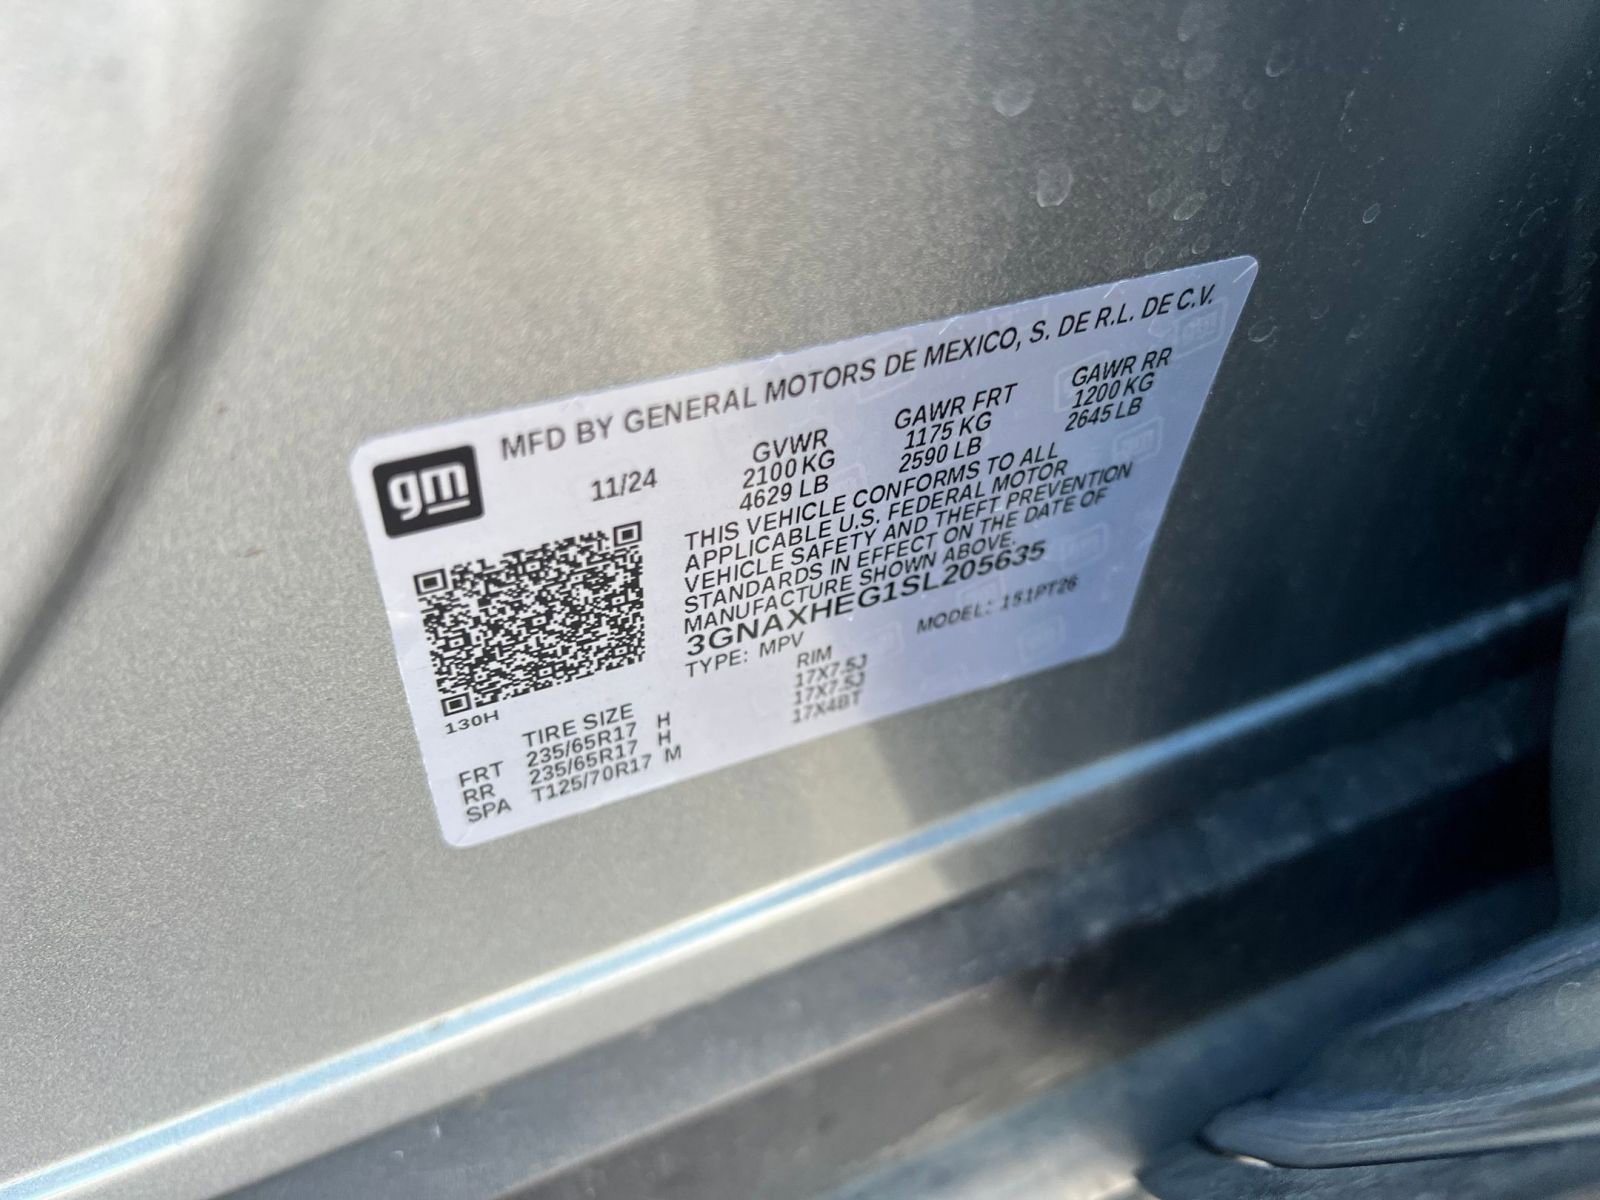 gm
MFD BY GENERAL MOTORS DE MEXICO, S. DE R.L. DE C.V.
11/24
GVWR GAWR FRT GAWR RR
2100 KG 1175 KG 1200 KG
4629 LB 2590 LB 2645 LB
THIS VEHICLE CONFORMS TO ALL
APPLICABLE U.S. FEDERAL MOTOR
VEHICLE SAFETY AND THEFT PREVENTION
STANDARDS IN EFFECT ON THE DATE OF
MANUFACTURE SHOWN ABOVE.
3GNAXHEG1SL205635
TYPE: MPV MODEL: 151PT26
130H
TIRE SIZE RIM
FRT 235/65R17 H 17X7.5J
RR 235/65R17 H 17X7.5J
SPA T125/70R17 M 17X4BT